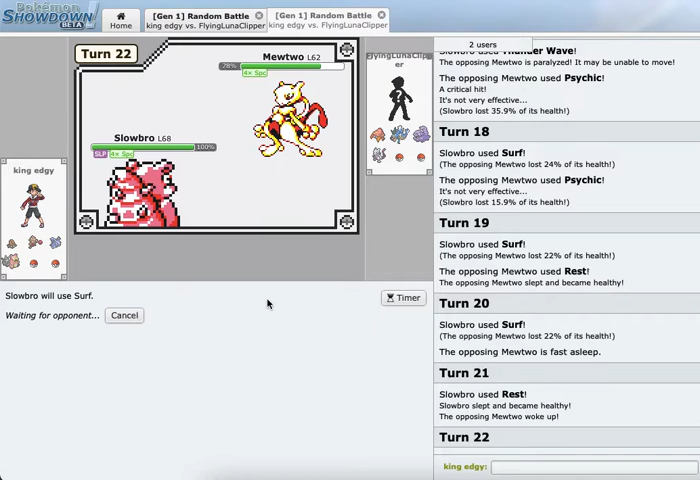 Pokémon
SHOWDOWN
BETA
Home
[Gen 1] Random Battle
king edgy vs. FlyingLunaClipper
[Gen 1] Random Battle
king edgy vs. FlyingLunaClipper
Turn 22
Mewtwo L62
4× Spc
Slowbro L68
100%
SLP 4× Spc
king edgy
FlyingLunaClipp
er
Slowbro will use Surf.
Waiting for opponent...
Cancel
Timer
2 users
Slowbro used Thunder Wave!
The opposing Mewtwo is paralyzed! It may be unable to move!
The opposing Mewtwo used Psychic!
A critical hit!
It's not very effective...
(Slowbro lost 35.9% of its health!)
Turn 18
Slowbro used Surf!
(The opposing Mewtwo lost 24% of its health!)
The opposing Mewtwo used Psychic!
It's not very effective...
(Slowbro lost 15.9% of its health!)
Turn 19
Slowbro used Surf!
(The opposing Mewtwo lost 22% of its health!)
The opposing Mewtwo used Rest!
The opposing Mewtwo slept and became healthy!
Turn 20
Slowbro used Surf!
(The opposing Mewtwo lost 22% of its health!)
The opposing Mewtwo is fast asleep.
Turn 21
Slowbro used Rest!
Slowbro slept and became healthy!
The opposing Mewtwo woke up!
Turn 22
king edgy: